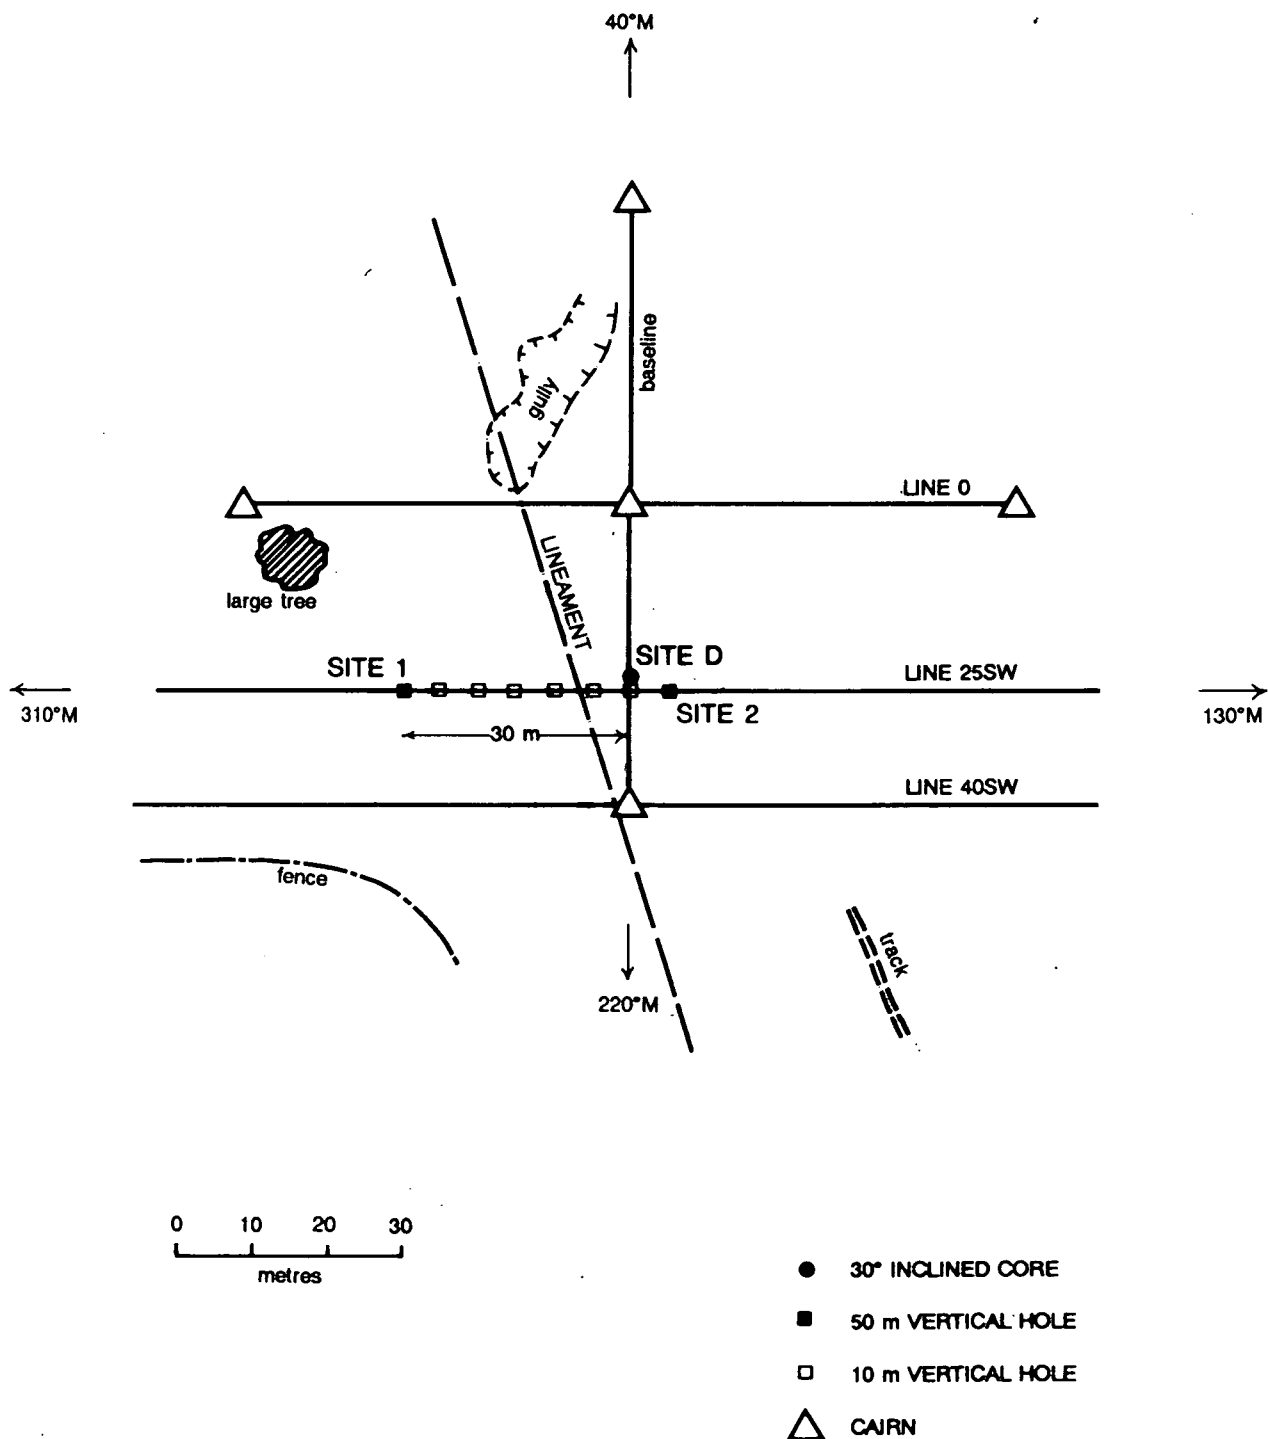 40°M
baseline
gully
LINE 0
LINEAMENT
large tree
SITE D
SITE 1
LINE 25SW
310°M
SITE 2
130°M
30 m
LINE 40SW
fence
track
220°M
0 10 20 30
metres
30° INCLINED CORE
50 m VERTICAL HOLE
10 m VERTICAL HOLE
CAIRN